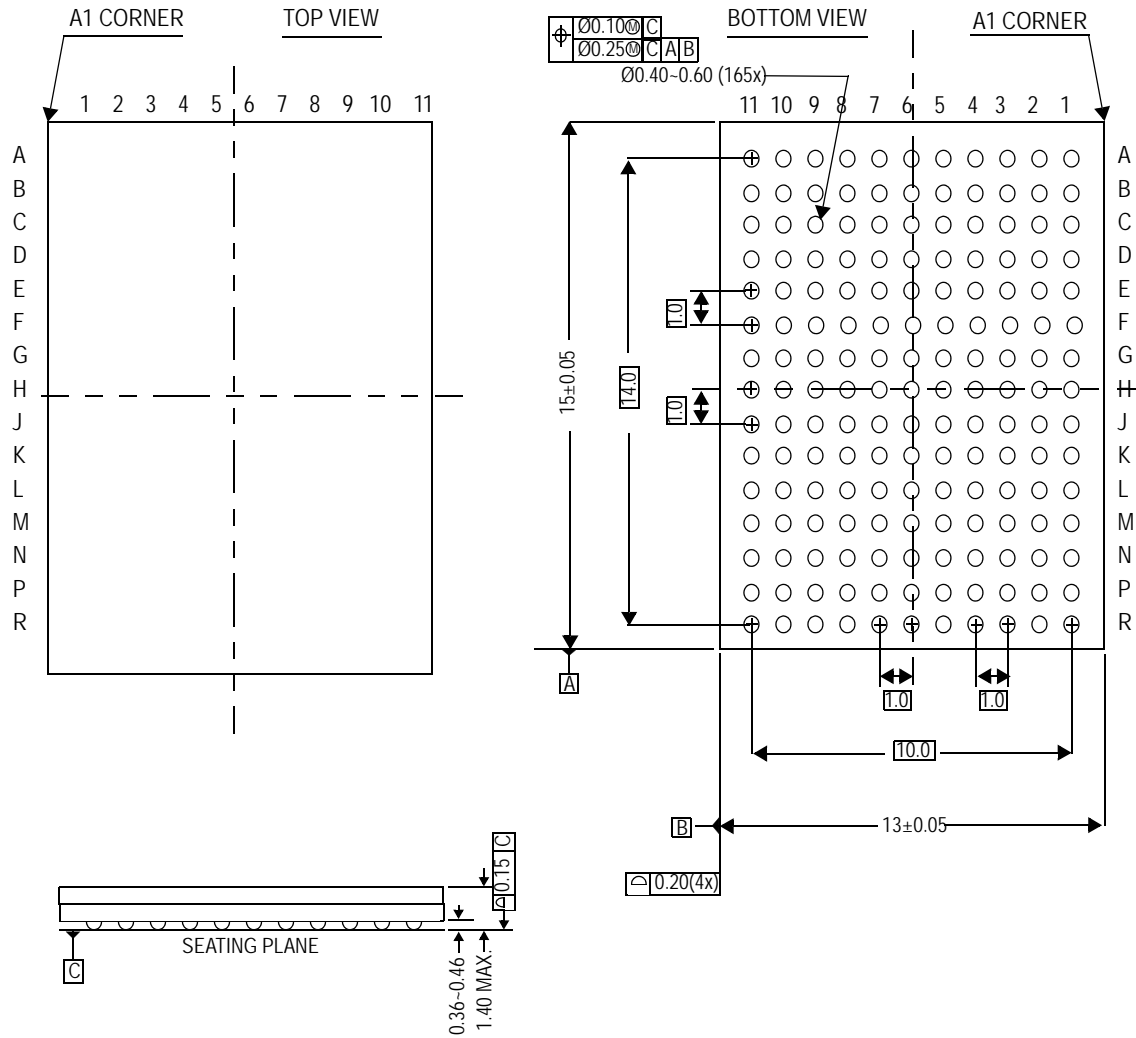 A1 CORNER
TOP VIEW
1 2 3 4 5 6 7 8 9 10 11
A
B
C
D
E
F
G
H
J
K
L
M
N
P
R
Ø0.10Ⓜ C
Ø0.25Ⓜ C A B
BOTTOM VIEW
A1 CORNER
Ø0.40~0.60 (165x)
11 10 9 8 7 6 5 4 3 2 1
A
B
C
D
E
F
G
H
J
K
L
M
N
P
R
15±0.05
14.0
1.0
1.0
A
1.0
1.0
10.0
B
13±0.05
0.20(4x)
0.15 C
SEATING PLANE
C
0.36~0.46
1.40 MAX.